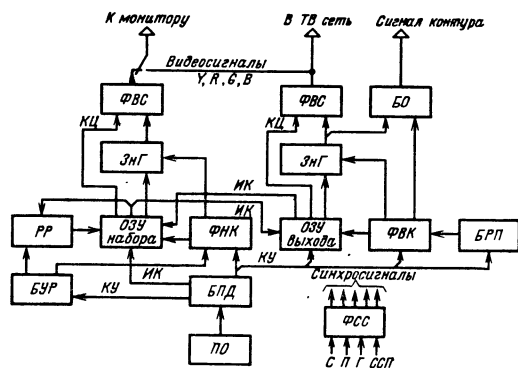 К монитору
В ТВ сеть
Сигнал контура
Видеосигналы
Y, R, G, B
ФВС
ФВС
БО
КЦ
КЦ
ЗнГ
ЗнГ
ИК
ИК
РР
ОЗУ набора
ФНК
ОЗУ выхода
ФВК
БРП
ИК
КУ
БУР
КУ
БПД
Синхросигналы
ФСС
ПО
С П Г ССП